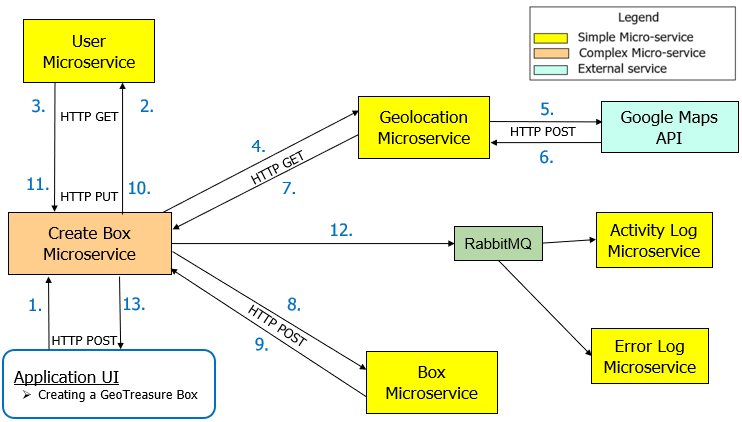 Legend
Simple Micro-service
Complex Micro-service
External service
User
Microservice
3.
2.
HTTP GET
11.
HTTP PUT
10.
4.
HTTP GET
7.
Geolocation
Microservice
5.
HTTP POST
6.
Google Maps
API
Create Box
Microservice
12.
RabbitMQ
Activity Log
Microservice
Error Log
Microservice
8.
HTTP POST
9.
Box
Microservice
1.
13.
HTTP POST
Application UI
➢ Creating a GeoTreasure Box